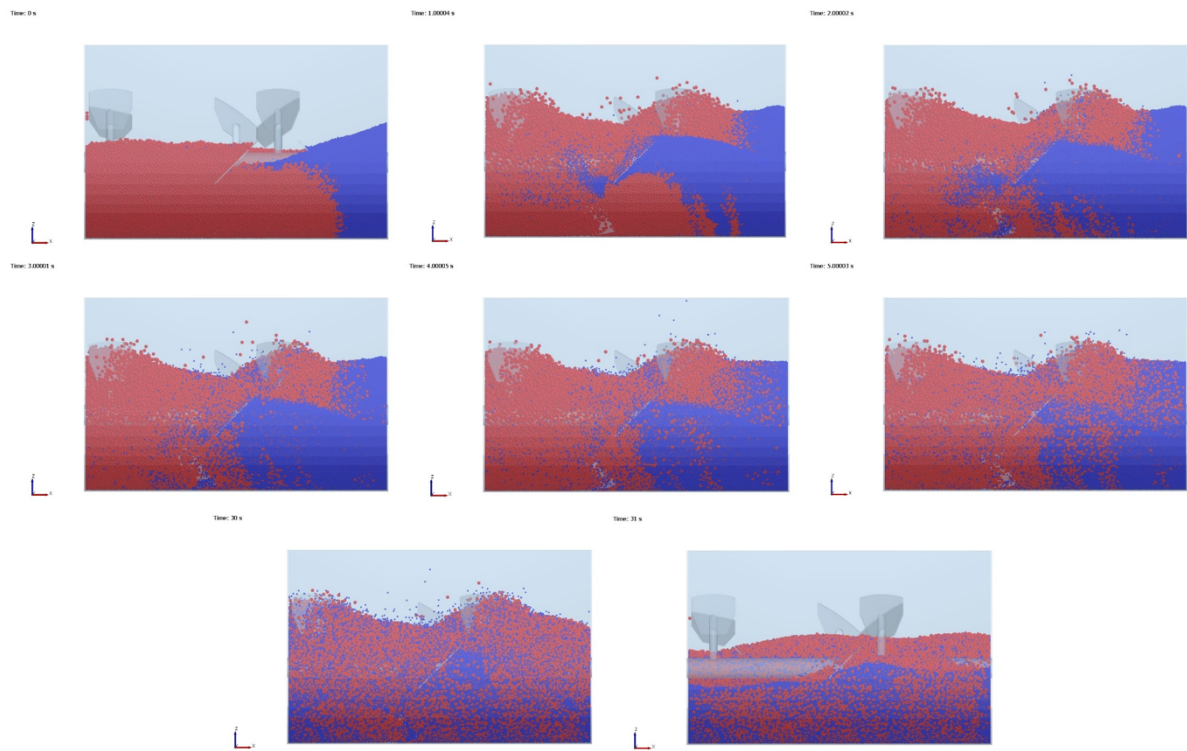 Time: 0 s
Time: 1.00004 s
Time: 2.00002 s
Z
X
Z
X
Z
X
Time: 3.00001 s
Time: 4.00005 s
Time: 5.00003 s
Z
X
Z
X
Z
X
Time: 30 s
Time: 31 s
Z
X
Z
X